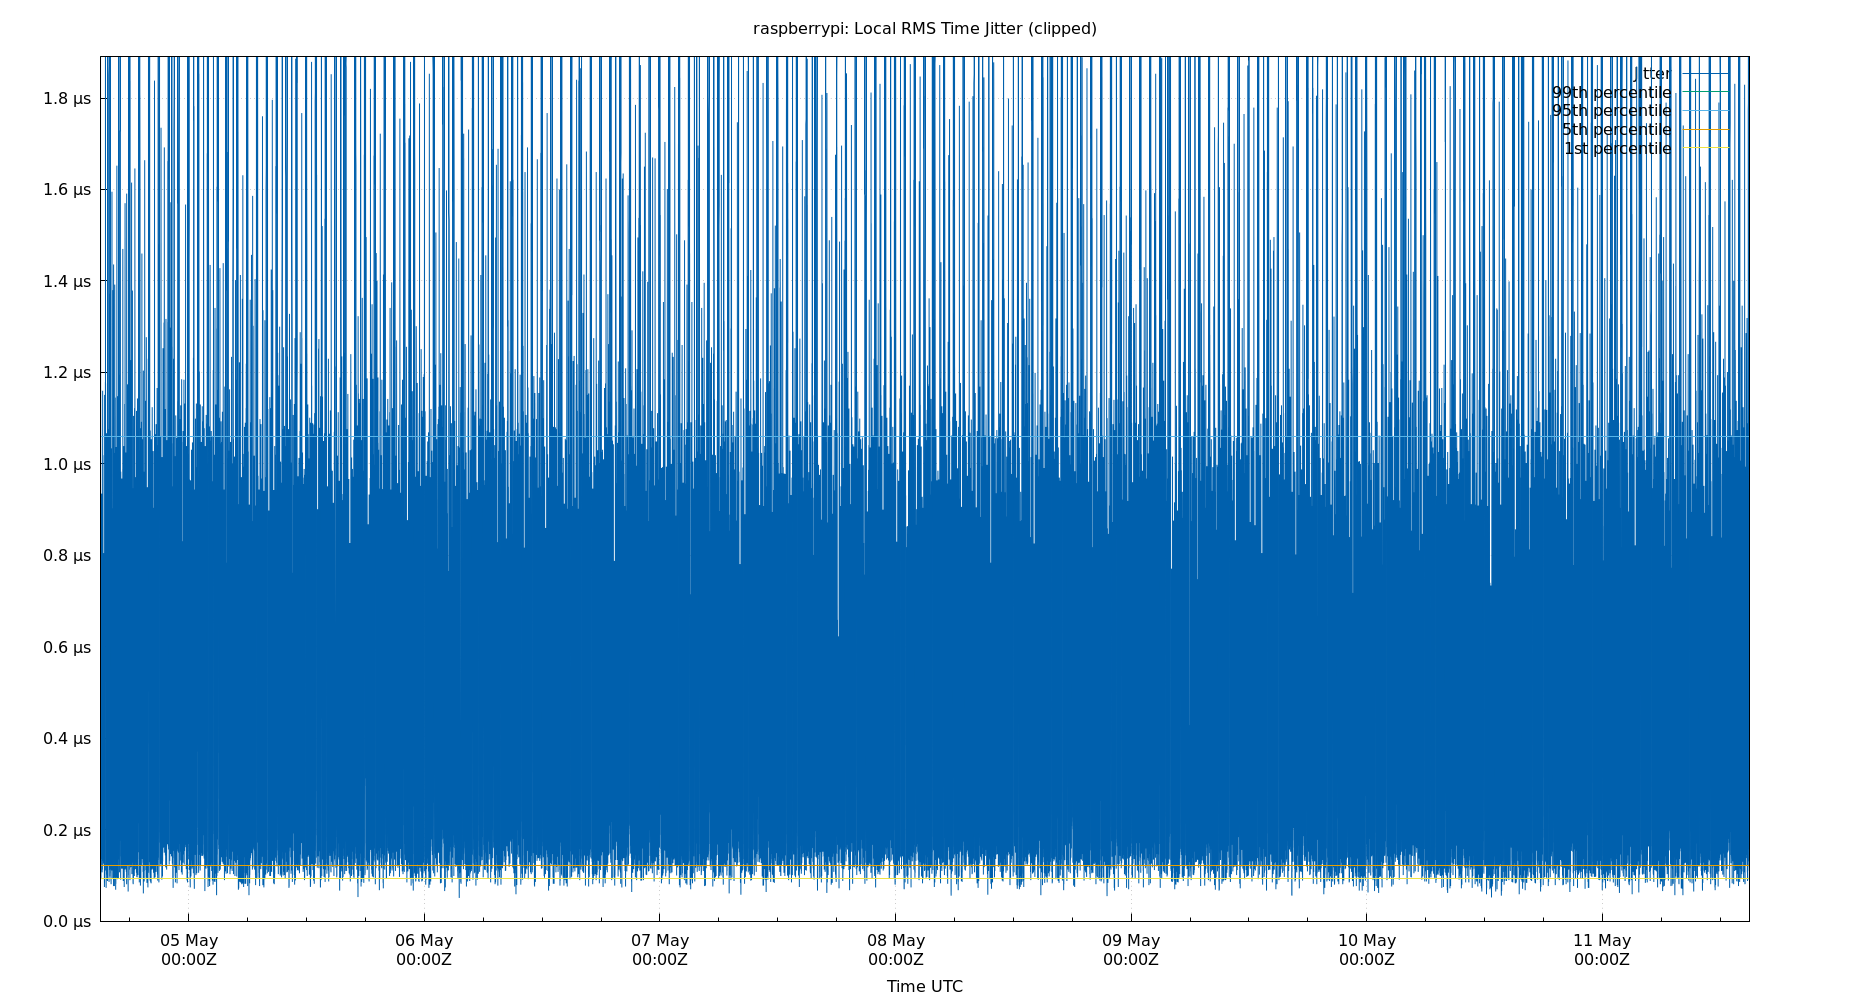 raspberrypi: Local RMS Time Jitter (clipped)
Jitter
99th percentile
95th percentile
5th percentile
1st percentile
1.8 μs
1.6 μs
1.4 μs
1.2 μs
1.0 μs
0.8 μs
0.6 μs
0.4 μs
0.2 μs
0.0 μs
05 May 06 May 07 May 08 May 09 May 10 May 11 May
00:00Z 00:00Z 00:00Z 00:00Z 00:00Z 00:00Z 00:00Z
Time UTC